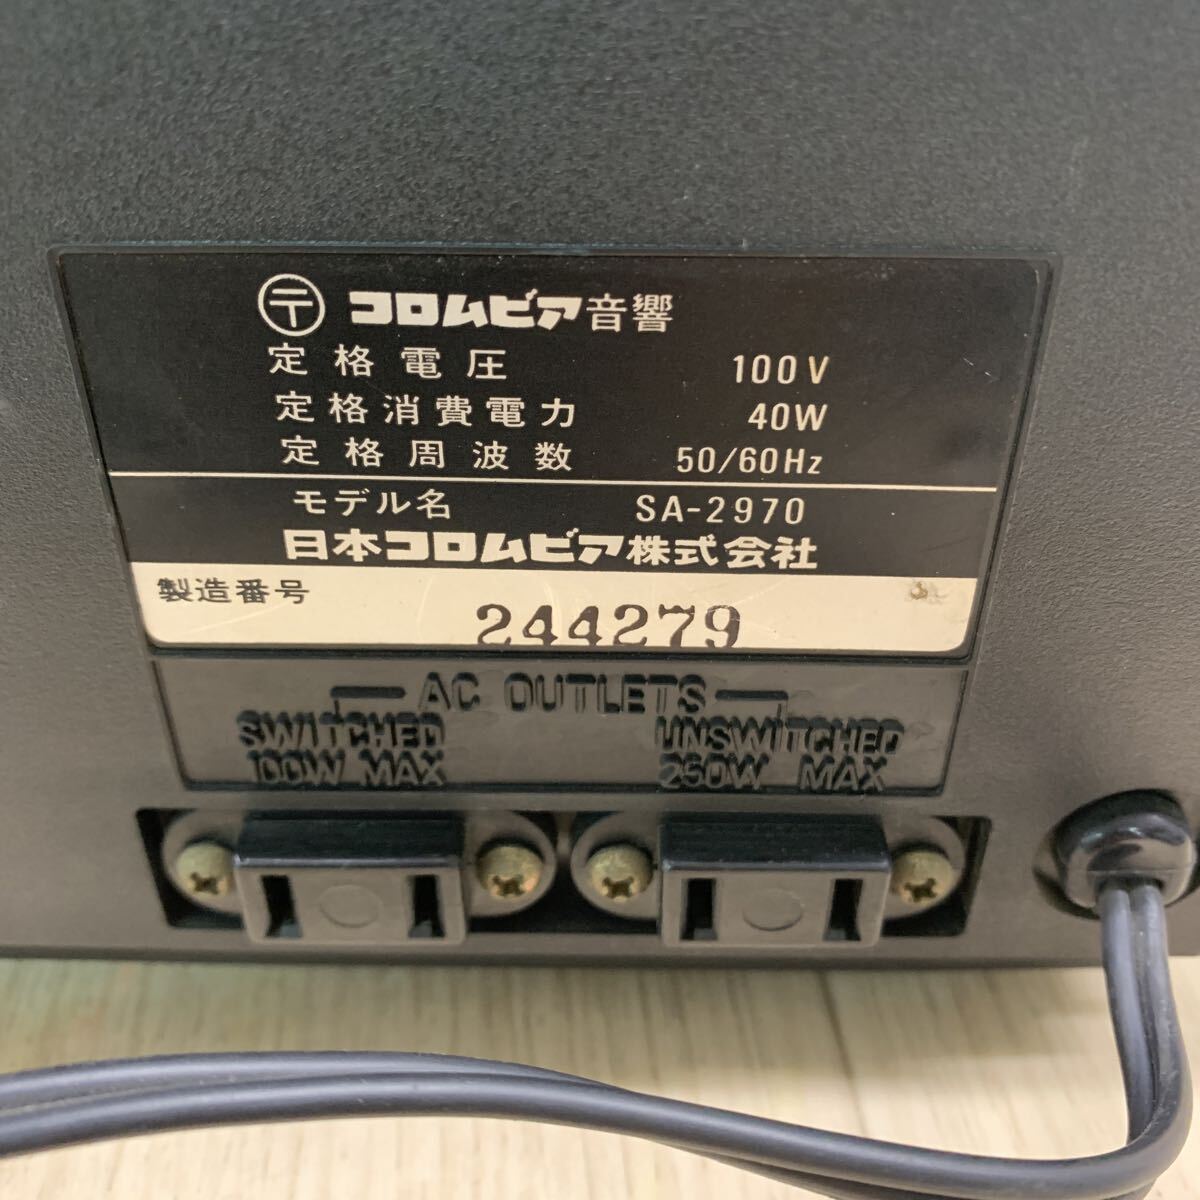 〒 コロムビア音響
定格電圧 100V
定格消費電力 40W
定格周波数 50/60Hz
モデル名 SA-2970
日本コロムビア株式会社
製造番号 244279
AC OUTLETS
SWITCHED UNSWITCHED
100W MAX 250W MAX